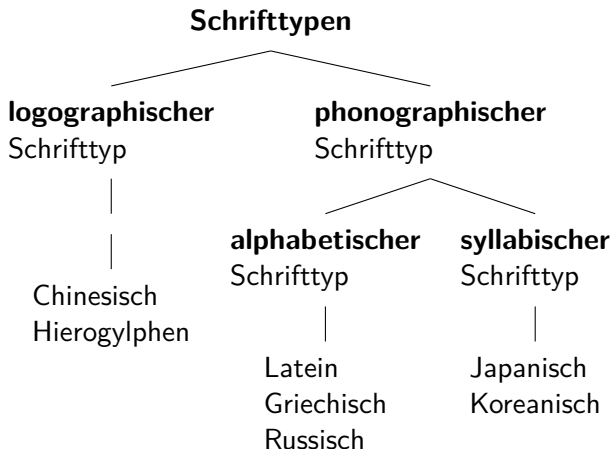 Schrifttypen
logographischer
Schrifttyp
phonographischer
Schrifttyp
alphabetischer
Schrifttyp
syllabischer
Schrifttyp
Chinesisch
Hierogylphen
Latein
Griechisch
Russisch
Japanisch
Koreanisch